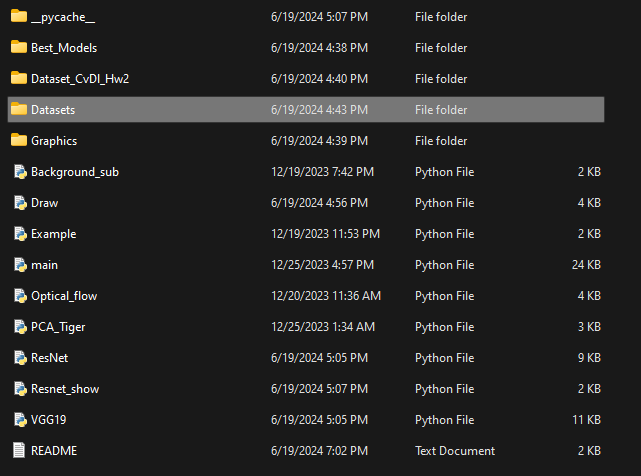 __pycache__ 6/19/2024 5:07 PM File folder
Best_Models 6/19/2024 4:38 PM File folder
Dataset_CvDl_Hw2 6/19/2024 4:40 PM File folder
Datasets 6/19/2024 4:43 PM File folder
Graphics 6/19/2024 4:39 PM File folder
Background_sub 12/19/2023 7:42 PM Python File 2 KB
Draw 6/19/2024 4:56 PM Python File 4 KB
Example 12/19/2023 11:53 PM Python File 2 KB
main 12/25/2023 4:57 PM Python File 24 KB
Optical_flow 12/20/2023 11:36 AM Python File 4 KB
PCA_Tiger 12/25/2023 1:34 AM Python File 3 KB
ResNet 6/19/2024 5:05 PM Python File 9 KB
Resnet_show 6/19/2024 5:07 PM Python File 2 KB
VGG19 6/19/2024 5:05 PM Python File 11 KB
README 6/19/2024 7:02 PM Text Document 2 KB